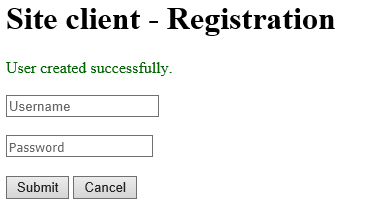 Site client - Registration
User created successfully.
Username
Password
Submit Cancel